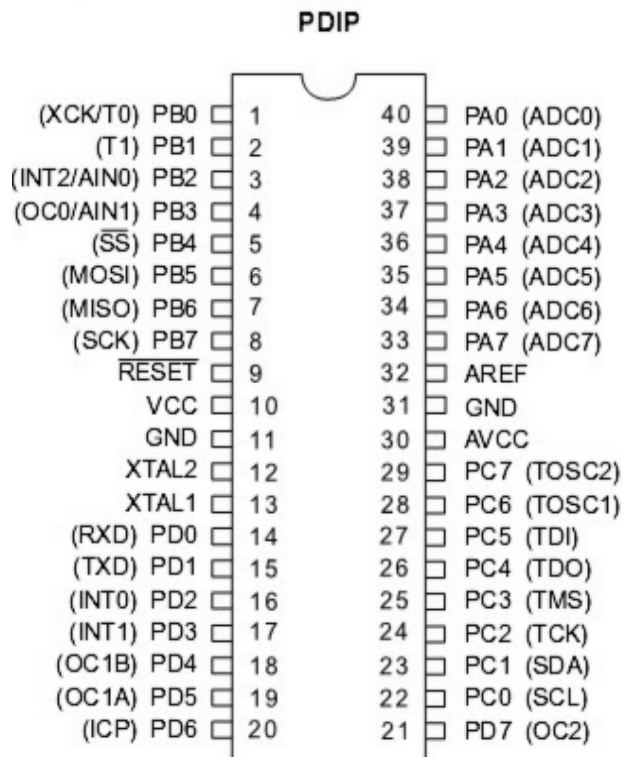 PDIP
(XCK/T0) PB0 1 40 PA0 (ADC0)
(T1) PB1 2 39 PA1 (ADC1)
(INT2/AIN0) PB2 3 38 PA2 (ADC2)
(OC0/AIN1) PB3 4 37 PA3 (ADC3)
(S̅S̅) PB4 5 36 PA4 (ADC4)
(MOSI) PB5 6 35 PA5 (ADC5)
(MISO) PB6 7 34 PA6 (ADC6)
(SCK) PB7 8 33 PA7 (ADC7)
R̅E̅S̅E̅T̅ 9 32 AREF
VCC 10 31 GND
GND 11 30 AVCC
XTAL2 12 29 PC7 (TOSC2)
XTAL1 13 28 PC6 (TOSC1)
(RXD) PD0 14 27 PC5 (TDI)
(TXD) PD1 15 26 PC4 (TDO)
(INT0) PD2 16 25 PC3 (TMS)
(INT1) PD3 17 24 PC2 (TCK)
(OC1B) PD4 18 23 PC1 (SDA)
(OC1A) PD5 19 22 PC0 (SCL)
(ICP) PD6 20 21 PD7 (OC2)